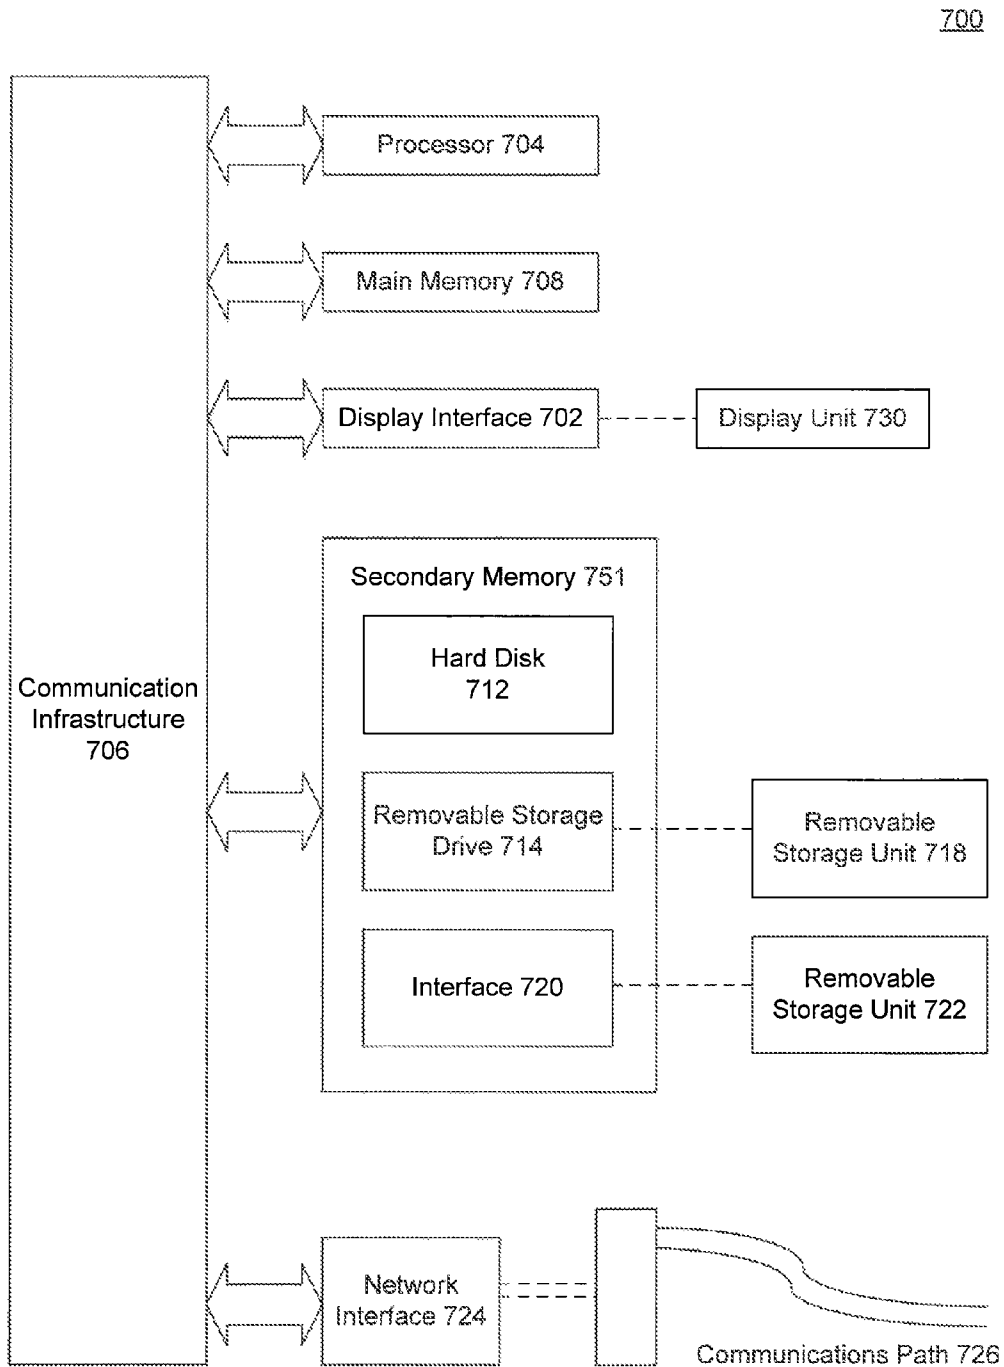 700
Processor 704
Main Memory 708
Display Interface 702
Display Unit 730
Secondary Memory 751
Hard Disk
712
Communication
Infrastructure
706
Removable Storage
Drive 714
Removable
Storage Unit 718
Interface 720
Removable
Storage Unit 722
Network
Interface 724
Communications Path 726